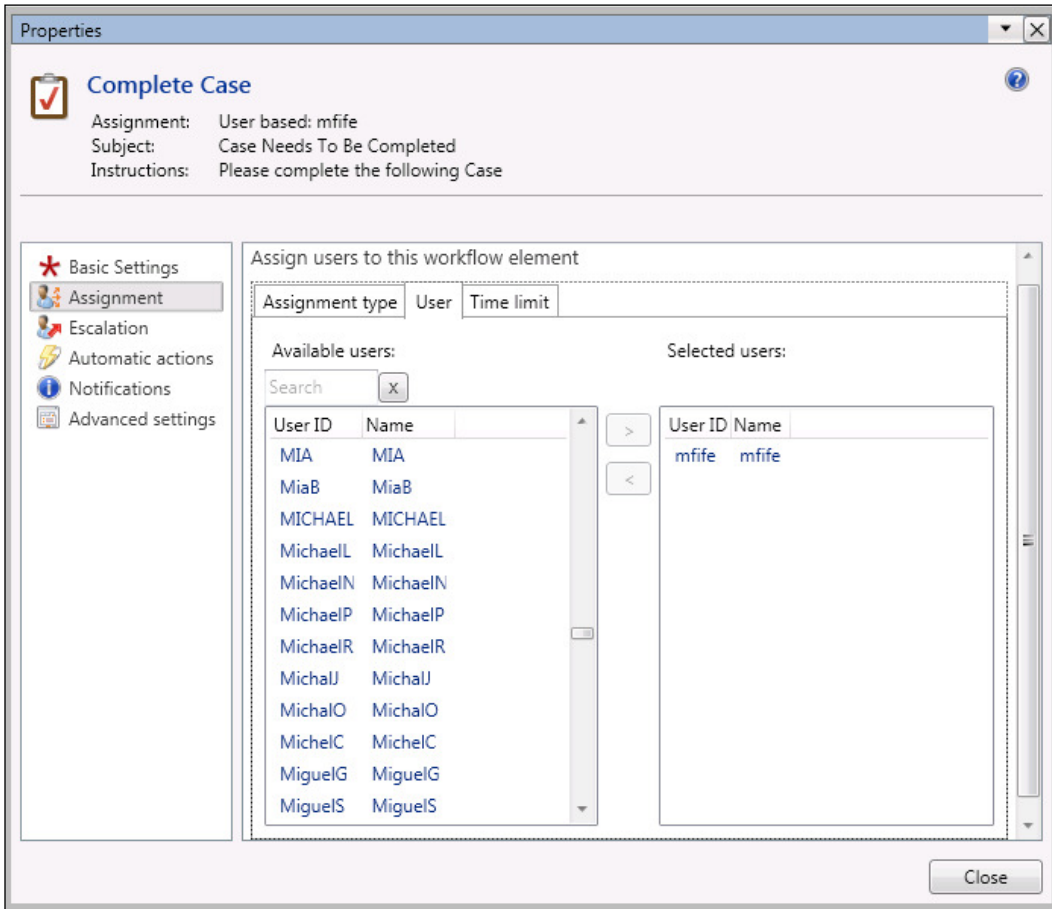 Properties
Complete Case
Assignment: User based: mfife
Subject: Case Needs To Be Completed
Instructions: Please complete the following Case
Basic Settings
Assignment
Escalation
Automatic actions
Notifications
Advanced settings
Assign users to this workflow element
Assignment type User Time limit
Available users: Selected users:
Search x
User ID Name > User ID Name
MIA MIA mfife mfife
MiaB MiaB <
MICHAEL MICHAEL
MichaelL MichaelL
MichaelN MichaelN
MichaelP MichaelP
MichaelR MichaelR
MichalJ MichalJ
MichalO MichalO
MichelC MichelC
MiguelG MiguelG
MiguelS MiguelS
Close